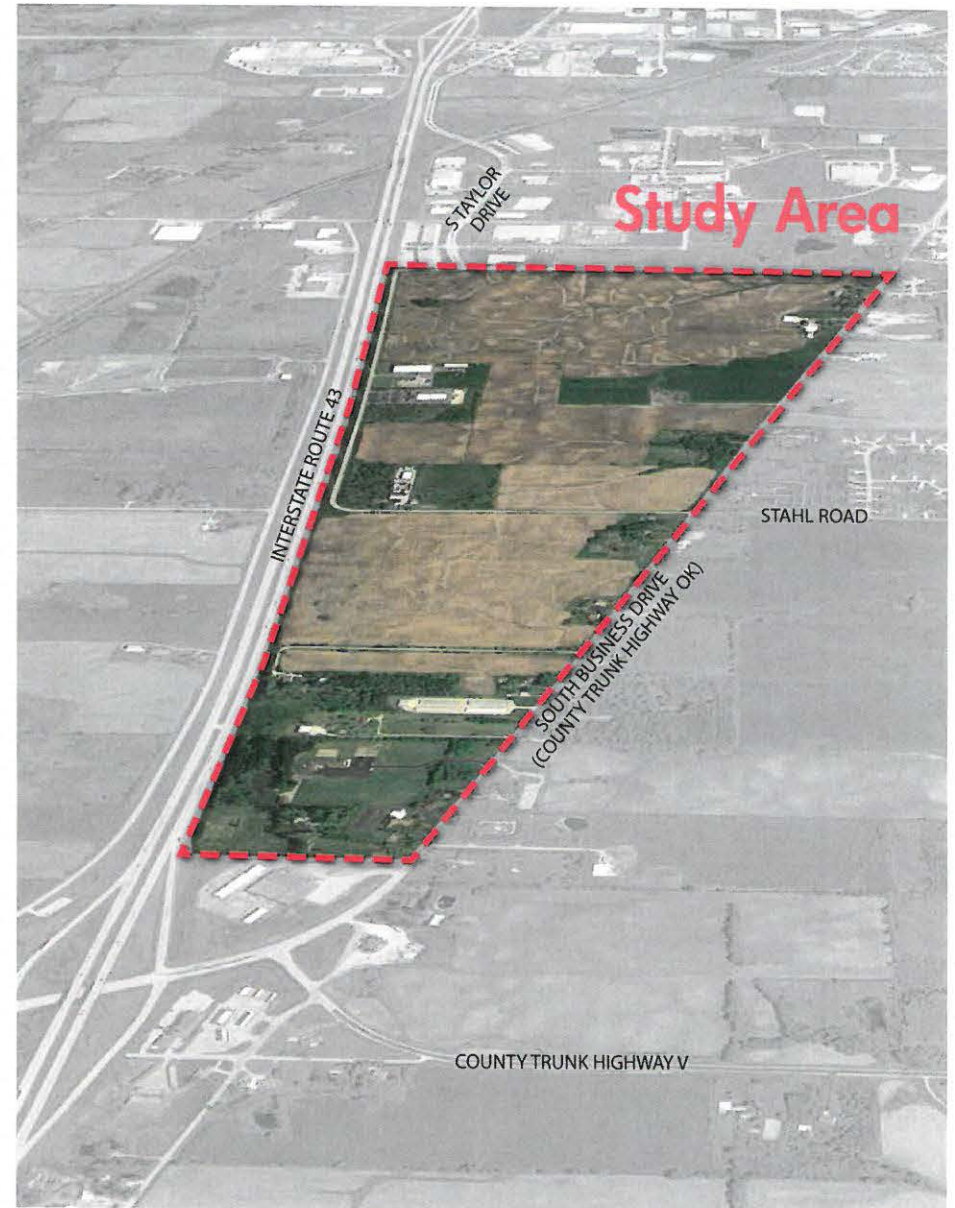 S TAYLOR
DRIVE
Study Area
INTERSTATE ROUTE 43
STAHL ROAD
SOUTH BUSINESS DRIVE
(COUNTY TRUNK HIGHWAY OK)
COUNTY TRUNK HIGHWAY V